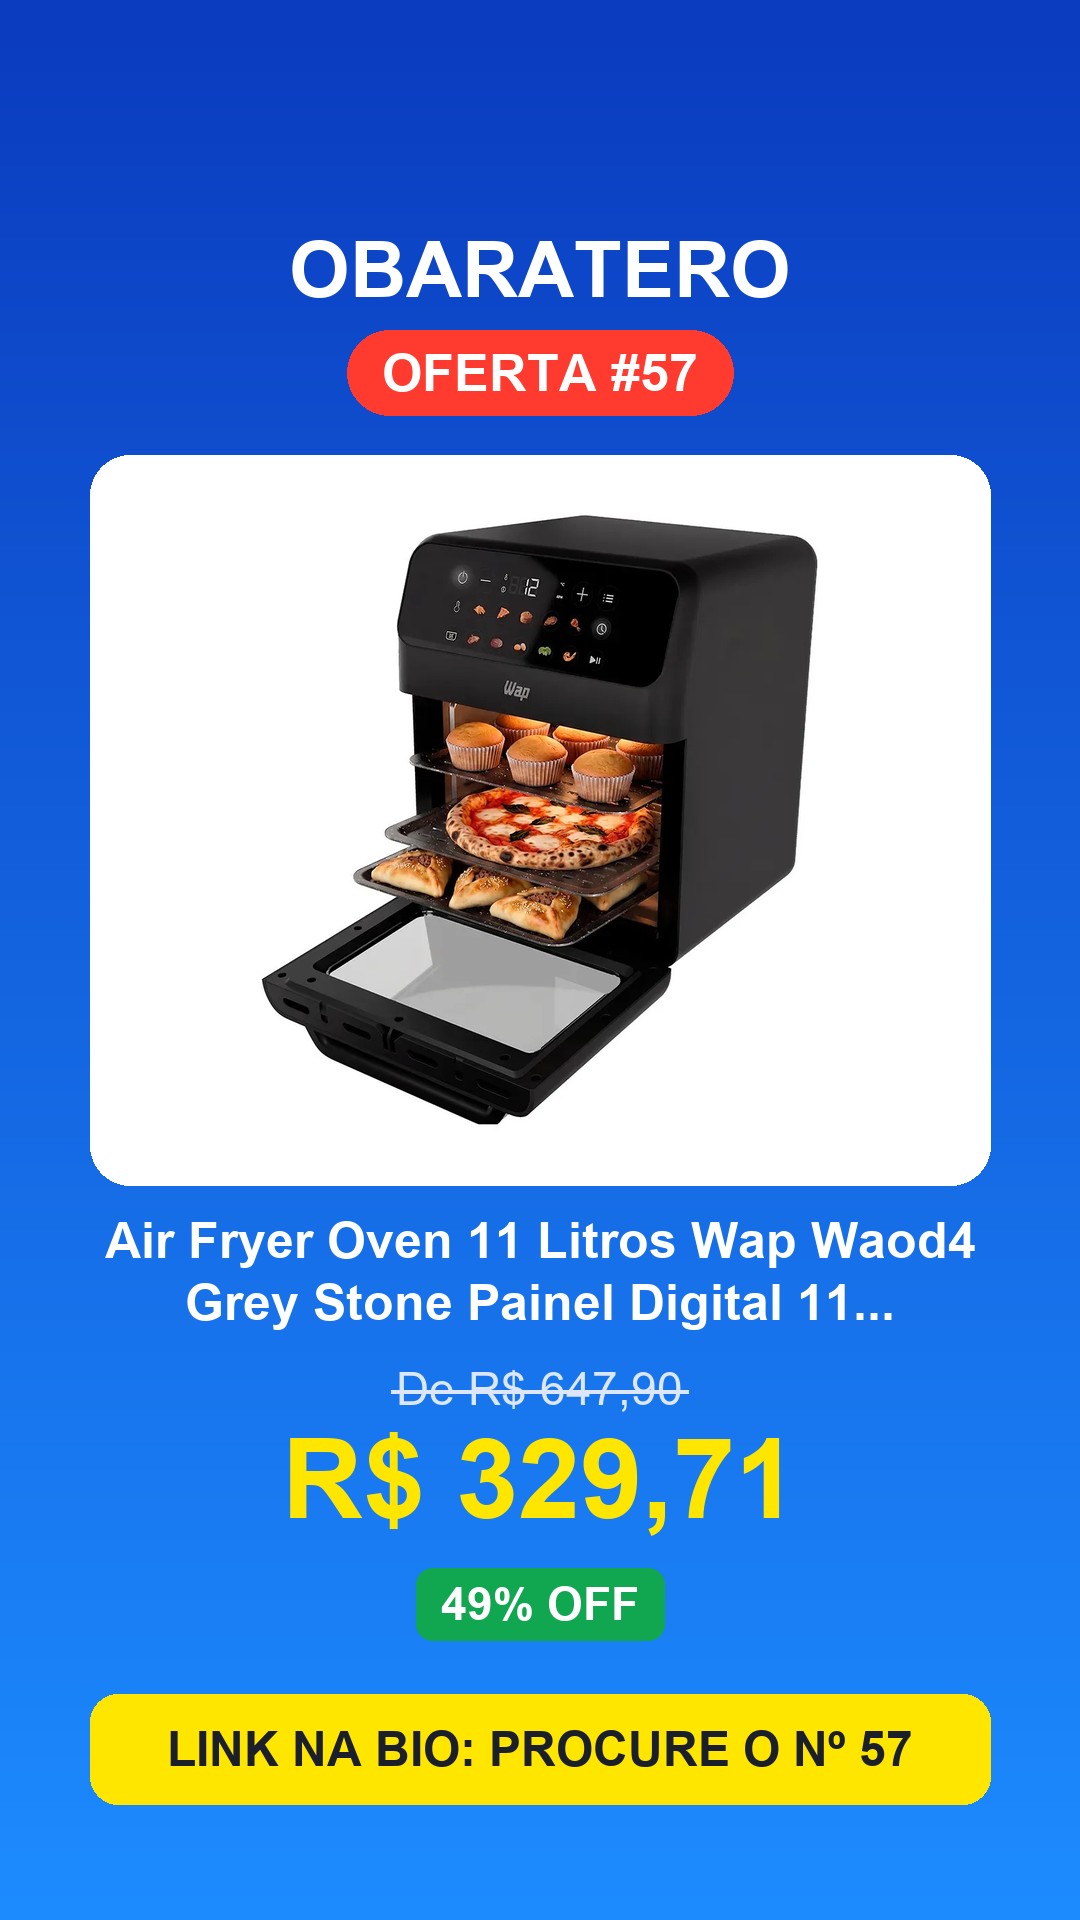 OBARATERO
OFERTA #57
12
Wap
Air Fryer Oven 11 Litros Wap Waod4
Grey Stone Painel Digital 11...
De R$ 647,90
R$ 329,71
49% OFF
LINK NA BIO: PROCURE O Nº 57